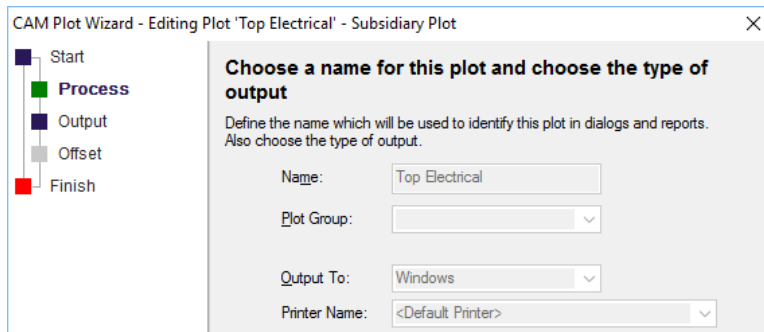 CAM Plot Wizard - Editing Plot 'Top Electrical' - Subsidiary Plot
Start
Process
Output
Offset
Finish
Choose a name for this plot and choose the type of
output
Define the name which will be used to identify this plot in dialogs and reports.
Also choose the type of output.
Name: Top Electrical
Plot Group:
Output To: Windows
Printer Name: <Default Printer>